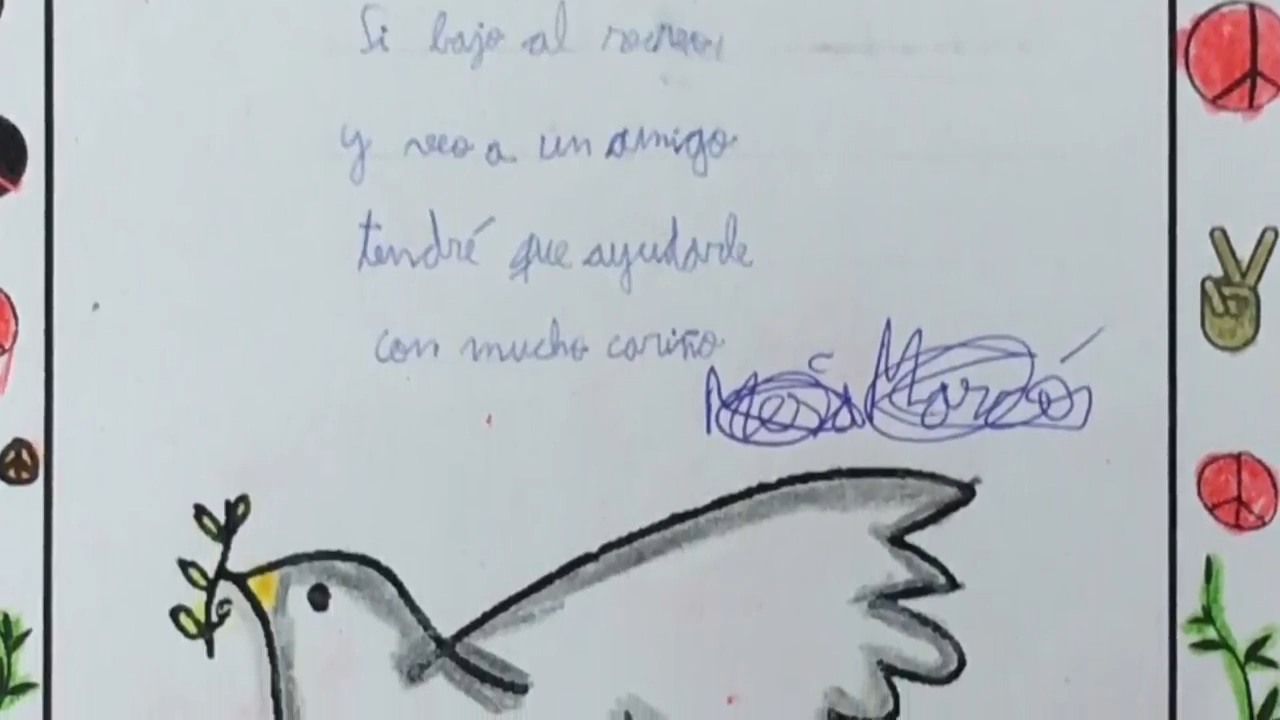 Si bajo al recreo,
y veo a un amigo
tendré que ayudarle
con mucho cariño